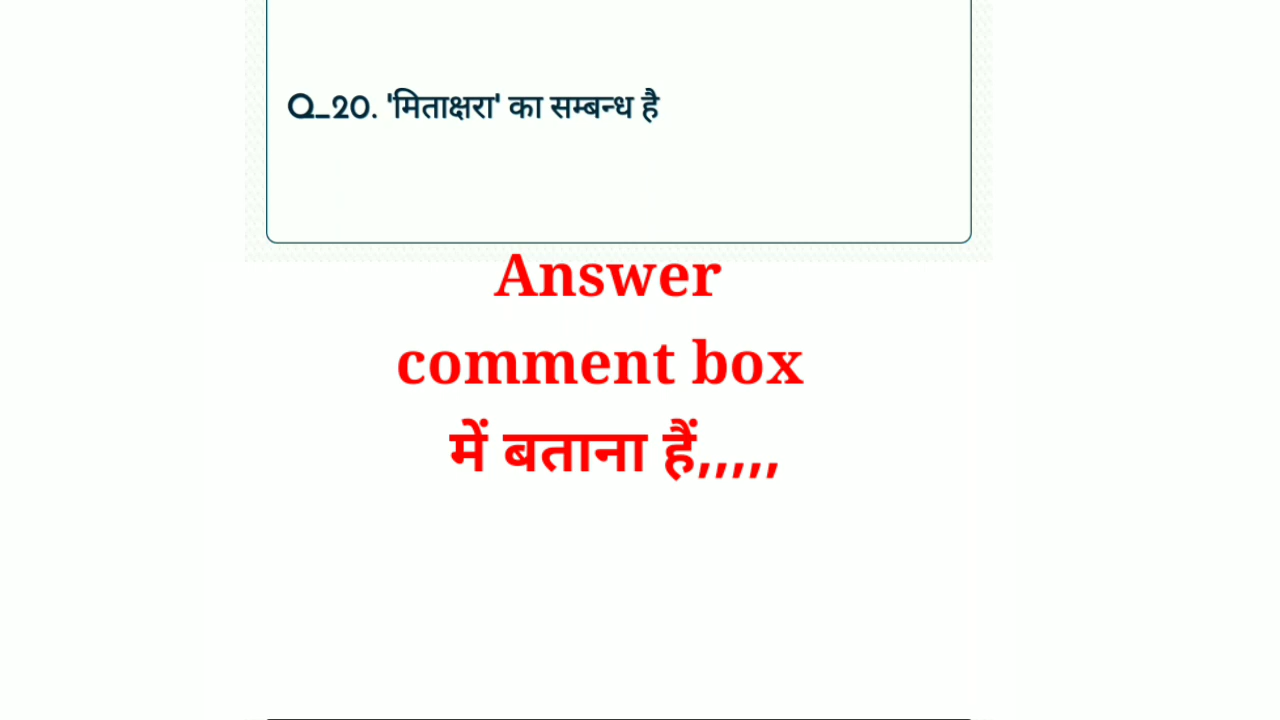 Q_20. 'मिताक्षरा' का सम्बन्ध है
Answer
comment box
में बताना हैं,,,,,